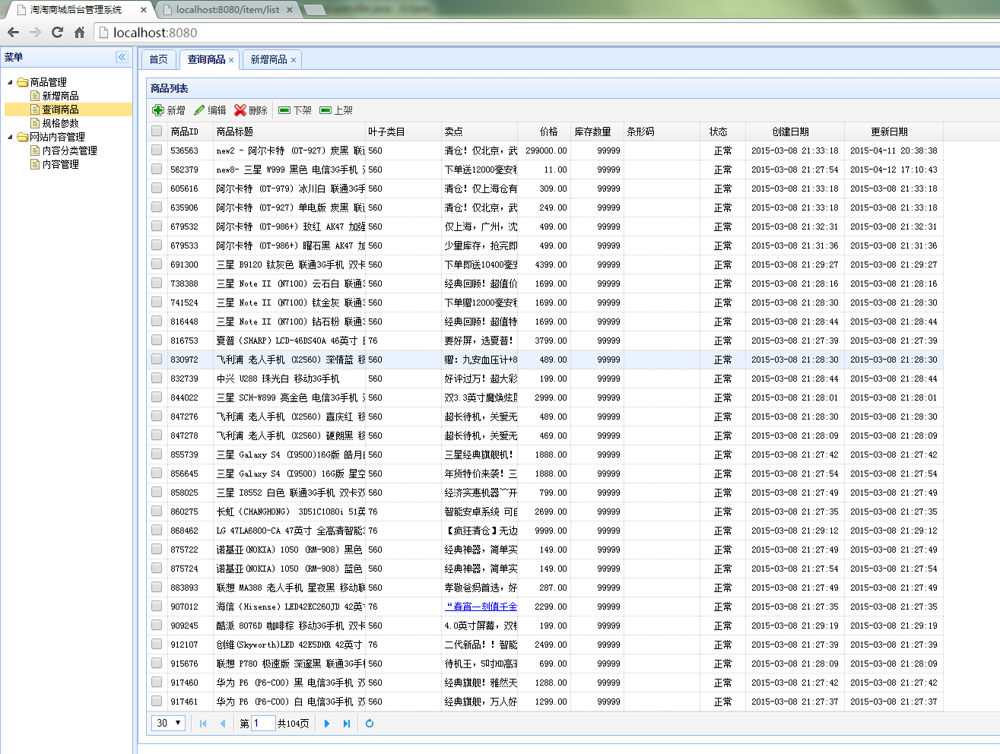 淘淘商城后台管理系统 × localhost:8080/item/list ×
localhost:8080
菜单
商品管理
新增商品
查询商品
规格参数
网站内容管理
内容分类管理
内容管理
首页 查询商品 × 新增商品 ×
商品列表
新增 编辑 删除 下架 上架
商品ID 商品标题 叶子类目 卖点 价格 库存数量 条形码 状态 创建日期 更新日期
536563 new2 - 阿尔卡特 (OT-927) 炭黑 联通 560 清仓！仅北京，武 299000.00 99999 正常 2015-03-08 21:33:18 2015-04-11 20:38:38
562379 new8- 三星 W999 黑色 电信3G手机 双 560 下单送12000毫安移 11.00 99999 正常 2015-03-08 21:27:54 2015-04-12 17:10:43
605616 阿尔卡特 (OT-979) 冰川白 联通3G手 560 清仓！仅上海仓有 309.00 99999 正常 2015-03-08 21:33:18 2015-03-08 21:33:18
635906 阿尔卡特 (OT-927) 单电版 炭黑 联通 560 清仓！仅北京，武 249.00 99999 正常 2015-03-08 21:33:18 2015-03-08 21:33:18
679532 阿尔卡特 (OT-986+) 玫红 AK47 加强 560 仅上海，广州，沈 499.00 99999 正常 2015-03-08 21:32:31 2015-03-08 21:32:31
679533 阿尔卡特 (OT-986+) 曜石黑 AK47 加 560 少量库存，抢完即 499.00 99999 正常 2015-03-08 21:31:36 2015-03-08 21:31:36
691300 三星 B9120 钛灰色 联通3G手机 双卡 560 下单即送10400毫安 4399.00 99999 正常 2015-03-08 21:29:27 2015-03-08 21:29:27
738388 三星 Note II (N7100) 云石白 联通3 560 经典回顾！超值价 1699.00 99999 正常 2015-03-08 21:28:16 2015-03-08 21:28:16
741524 三星 Note II (N7100) 钛金灰 联通3 560 下单赠12000毫安移 1699.00 99999 正常 2015-03-08 21:28:30 2015-03-08 21:28:30
816448 三星 Note II (N7100) 钻石粉 联通3 560 经典回顾！超值特 1699.00 99999 正常 2015-03-08 21:28:44 2015-03-08 21:28:44
816753 夏普（SHARP）LCD-46DS40A 46英寸 76 要好屏，选夏普！ 3799.00 99999 正常 2015-03-08 21:27:39 2015-03-08 21:27:39
830972 飞利浦 老人手机 (X2560) 深情蓝 移 560 赠：九安血压计+8 489.00 99999 正常 2015-03-08 21:28:30 2015-03-08 21:28:30
832739 中兴 U288 珠光白 移动3G手机 560 好评过万！超大彩 199.00 99999 正常 2015-03-08 21:28:44 2015-03-08 21:28:44
844022 三星 SCH-W899 亮金色 电信3G手机 双 560 双3.3英寸魔焕炫屏 2999.00 99999 正常 2015-03-08 21:28:01 2015-03-08 21:28:01
847276 飞利浦 老人手机 (X2560) 喜庆红 移 560 超长待机，关爱无 489.00 99999 正常 2015-03-08 21:28:30 2015-03-08 21:28:30
847278 飞利浦 老人手机 (X2560) 硬朗黑 移 560 超长待机，关爱无 469.00 99999 正常 2015-03-08 21:28:09 2015-03-08 21:28:09
855739 三星 Galaxy S4 (I9500)16G版 皓月白 560 三星经典旗舰机！ 1888.00 99999 正常 2015-03-08 21:27:42 2015-03-08 21:27:42
856645 三星 Galaxy S4 (I9500) 16G版 星空 560 年货特价来袭！三 1888.00 99999 正常 2015-03-08 21:27:54 2015-03-08 21:27:54
858025 三星 I8552 白色 联通3G手机 双卡双 560 经济实惠机器^^开 799.00 99999 正常 2015-03-08 21:27:49 2015-03-08 21:27:49
860275 长虹（CHANGHONG） 3D51C1080i 51英 76 智能安卓系统 可自 2699.00 99999 正常 2015-03-08 21:27:35 2015-03-08 21:27:35
868462 LG 47LA6800-CA 47英寸 全高清智能3 76 【疯狂清仓】无边 9999.00 99999 正常 2015-03-08 21:29:12 2015-03-08 21:29:12
875722 诺基亚(NOKIA) 1050 (RM-908) 黑色 560 经典神器，简单实 149.00 99999 正常 2015-03-08 21:27:49 2015-03-08 21:27:49
875724 诺基亚(NOKIA) 1050 (RM-908) 蓝色 560 经典神器，简单实 149.00 99999 正常 2015-03-08 21:27:54 2015-03-08 21:27:54
883893 联想 MA388 老人手机 星夜黑 移动联 560 孝敬爸妈首选，好 287.00 99999 正常 2015-03-08 21:27:49 2015-03-08 21:27:49
907012 海信（Hisense）LED42EC260JD 42英寸 76 “春宵一刻值千金 2299.00 99999 正常 2015-03-08 21:27:35 2015-03-08 21:27:35
909245 酷派 8076D 咖啡棕 移动3G手机 双卡 560 4.0英寸屏幕，双核 199.00 99999 正常 2015-03-08 21:29:19 2015-03-08 21:29:19
912107 创维(Skyworth)LED 42E5DHR 42英寸 76 二代新品！！智能 2499.00 99999 正常 2015-03-08 21:27:39 2015-03-08 21:27:39
915676 联想 P780 极速版 深邃黑 联通3G手机 560 待机王，5吋HD高清 699.00 99999 正常 2015-03-08 21:28:09 2015-03-08 21:28:09
917460 华为 P6 (P6-C00) 黑 电信3G手机 双 560 经典旗舰！雅然天 1288.00 99999 正常 2015-03-08 21:27:42 2015-03-08 21:27:42
917461 华为 P6 (P6-C00) 白 电信3G手机 双 560 经典旗舰，万人好 1299.00 99999 正常 2015-03-08 21:27:37 2015-03-08 21:27:37
30 第 1 共104页